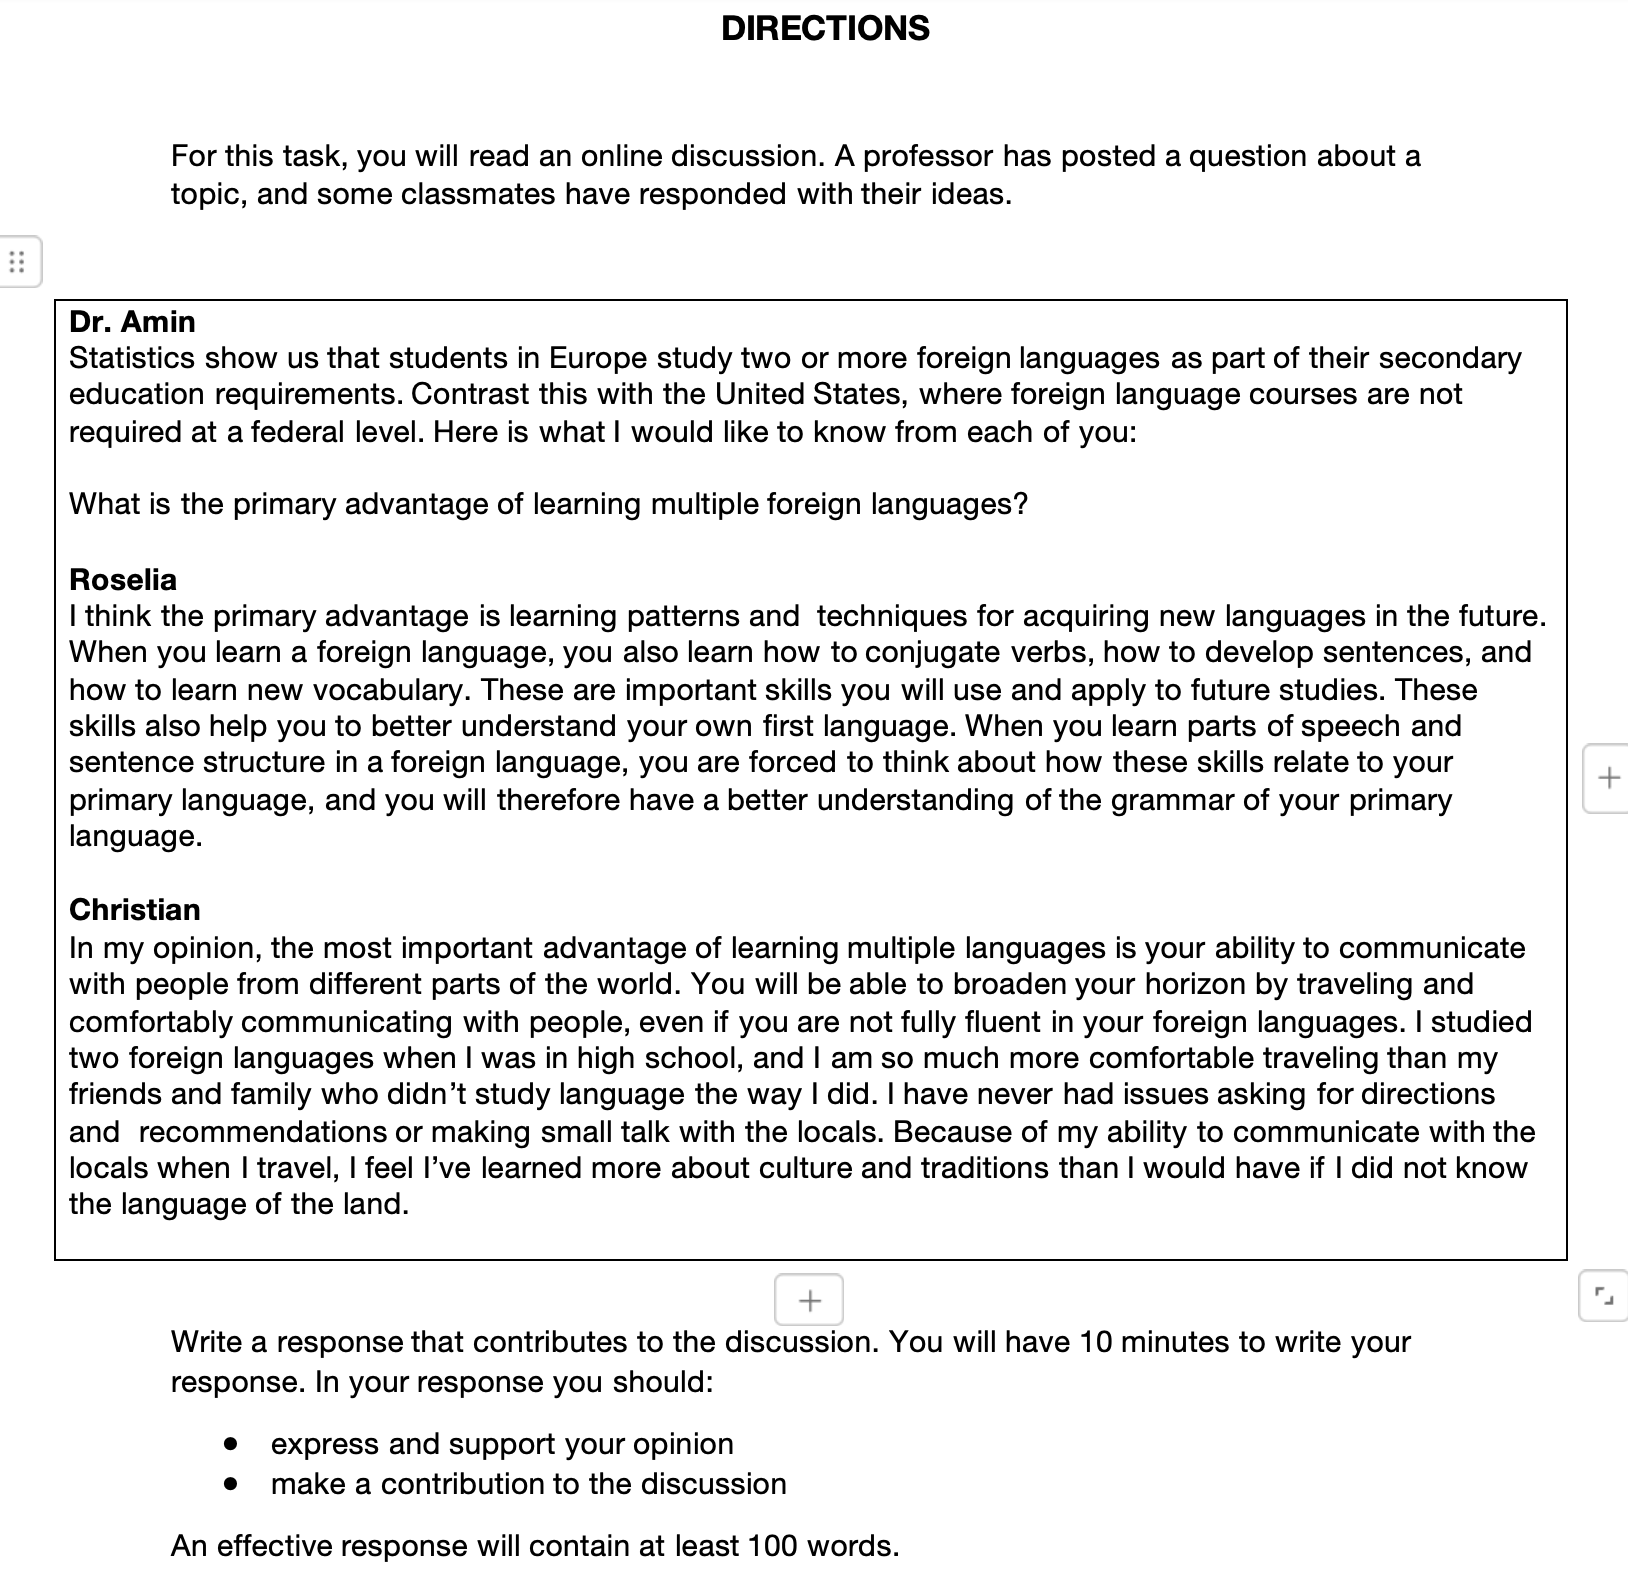 DIRECTIONS
For this task, you will read an online discussion. A professor has posted a question about a
topic, and some classmates have responded with their ideas.
Dr. Amin
Statistics show us that students in Europe study two or more foreign languages as part of their secondary
education requirements. Contrast this with the United States, where foreign language courses are not
required at a federal level. Here is what I would like to know from each of you:
What is the primary advantage of learning multiple foreign languages?
Roselia
I think the primary advantage is learning patterns and  techniques for acquiring new languages in the future.
When you learn a foreign language, you also learn how to conjugate verbs, how to develop sentences, and
how to learn new vocabulary. These are important skills you will use and apply to future studies. These
skills also help you to better understand your own first language. When you learn parts of speech and
sentence structure in a foreign language, you are forced to think about how these skills relate to your
primary language, and you will therefore have a better understanding of the grammar of your primary
language.
Christian
In my opinion, the most important advantage of learning multiple languages is your ability to communicate
with people from different parts of the world. You will be able to broaden your horizon by traveling and
comfortably communicating with people, even if you are not fully fluent in your foreign languages. I studied
two foreign languages when I was in high school, and I am so much more comfortable traveling than my
friends and family who didn’t study language the way I did. I have never had issues asking for directions
and  recommendations or making small talk with the locals. Because of my ability to communicate with the
locals when I travel, I feel I’ve learned more about culture and traditions than I would have if I did not know
the language of the land.
Write a response that contributes to the discussion. You will have 10 minutes to write your
response. In your response you should:
● express and support your opinion
● make a contribution to the discussion
An effective response will contain at least 100 words.